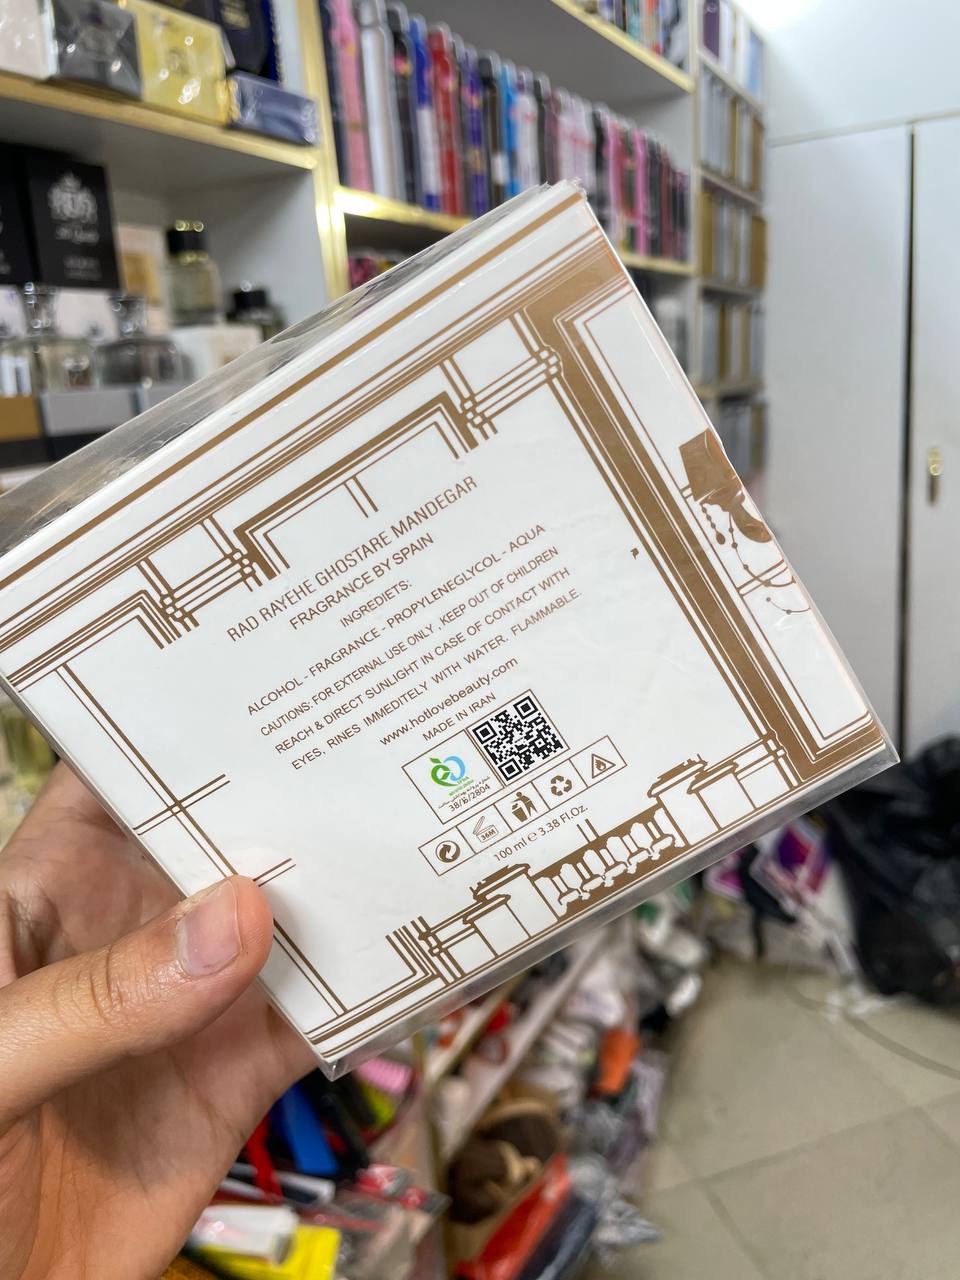 RAD RAYEHE GHOSTARE MANDEGAR
FRAGRANCE BY SPAIN
INGREDIETS:
ALCOHOL - FRAGRANCE - PROPYLENEGLYCOL - AQUA
CAUTIONS: FOR EXTERNAL USE ONLY , KEEP OUT OF CHILDREN
REACH & DIRECT SUNLIGHT IN CASE OF CONTACT WITH
EYES , RINES IMMEDITELY WITH WATER. FLAMMABLE.
www.hotlovebeauty.com
MADE IN IRAN
38/ب/2804
36M
100 ml ℮ 3.38 Fl.Oz.